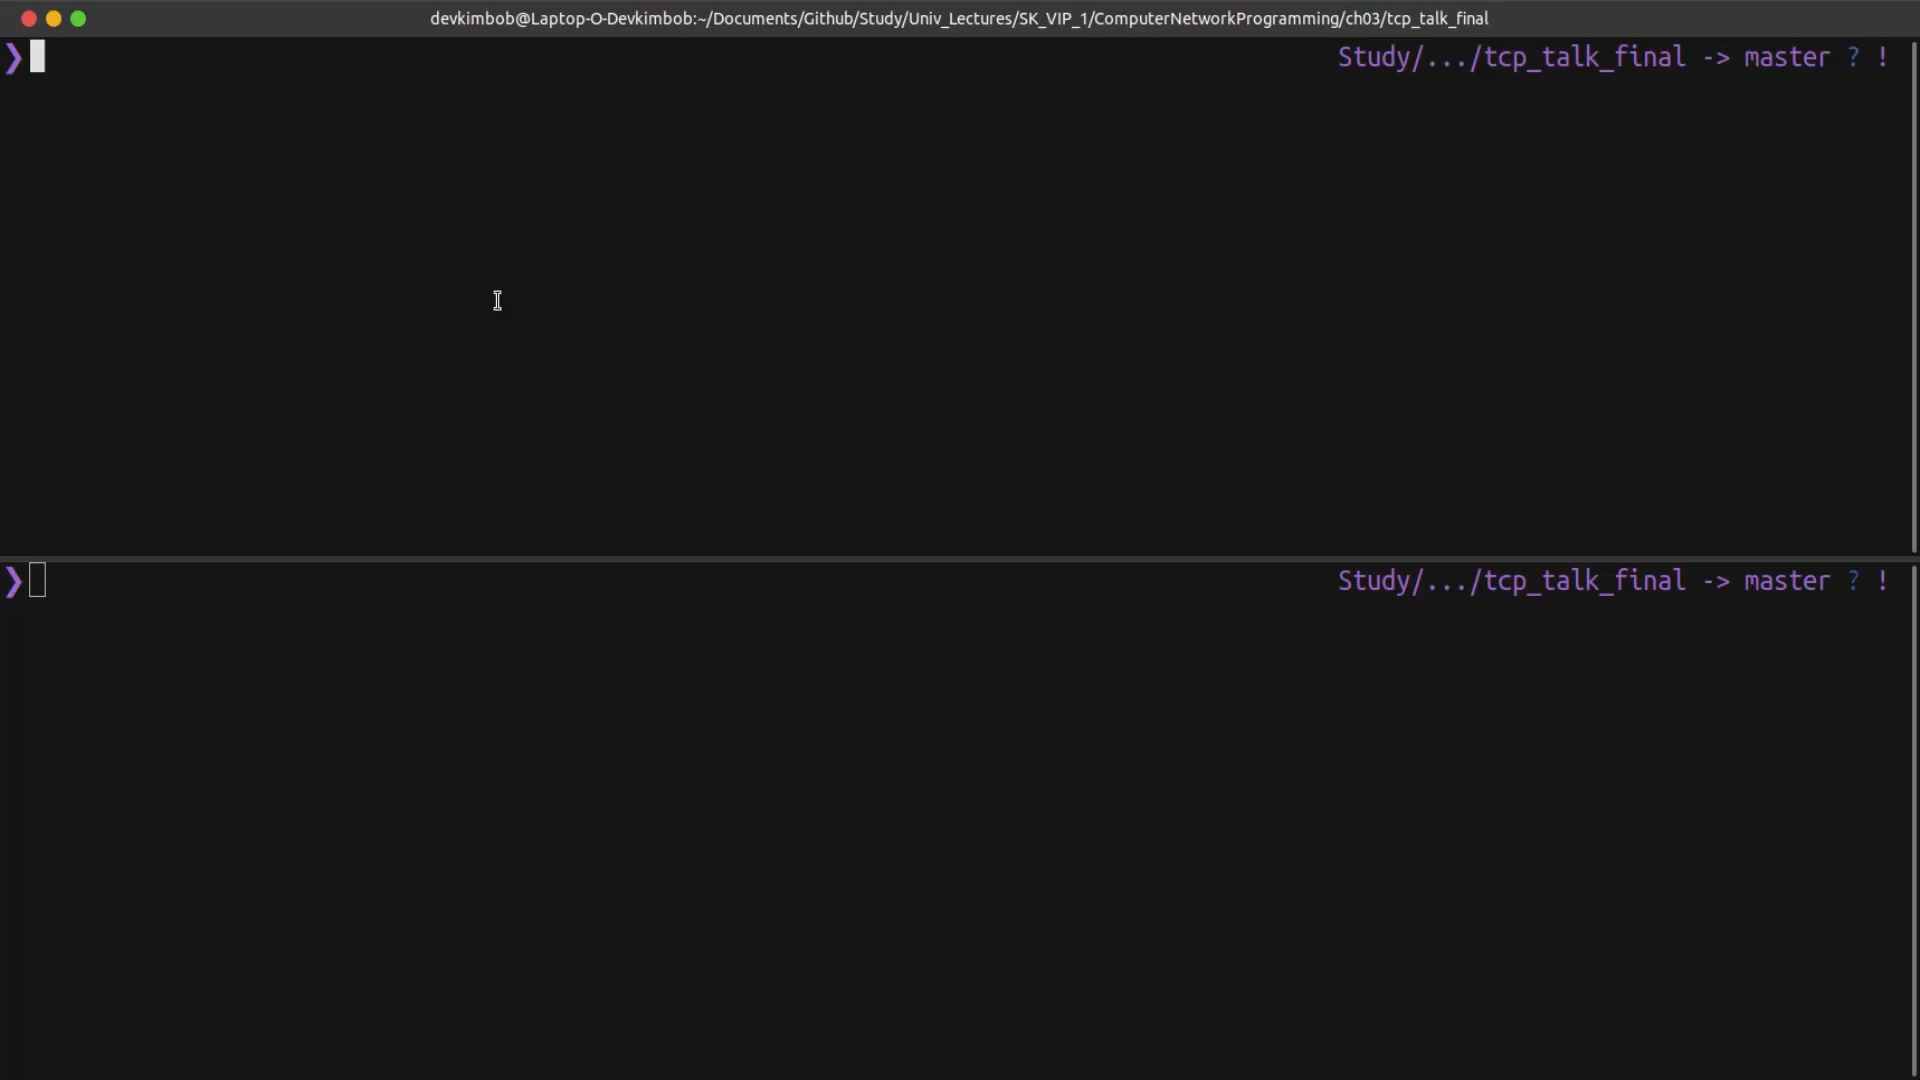 devkimbob@Laptop-O-Devkimbob:~/Documents/Github/Study/Univ_Lectures/SK_VIP_1/ComputerNetworkProgramming/ch03/tcp_talk_final
❯ Study/.../tcp_talk_final -> master ? !
❯ Study/.../tcp_talk_final -> master ? !